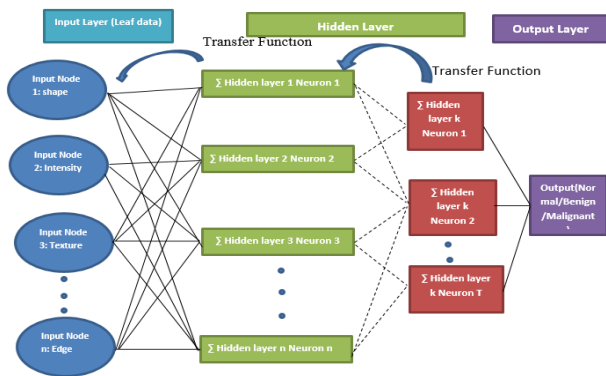 Input Layer (Leaf data)
Hidden Layer
Output Layer
Transfer Function
Transfer Function
Input Node
1: shape
Input Node
2: Intensity
Input Node
3: Texture
Input Node
n: Edge
∑ Hidden layer 1 Neuron 1
∑ Hidden layer 2 Neuron 2
∑ Hidden layer 3 Neuron 3
∑ Hidden layer n Neuron n
∑ Hidden
layer k
Neuron 1
∑ Hidden
layer k
Neuron 2
∑ Hidden layer
k Neuron T
Output(Nor
mal/Benign
/Malignant